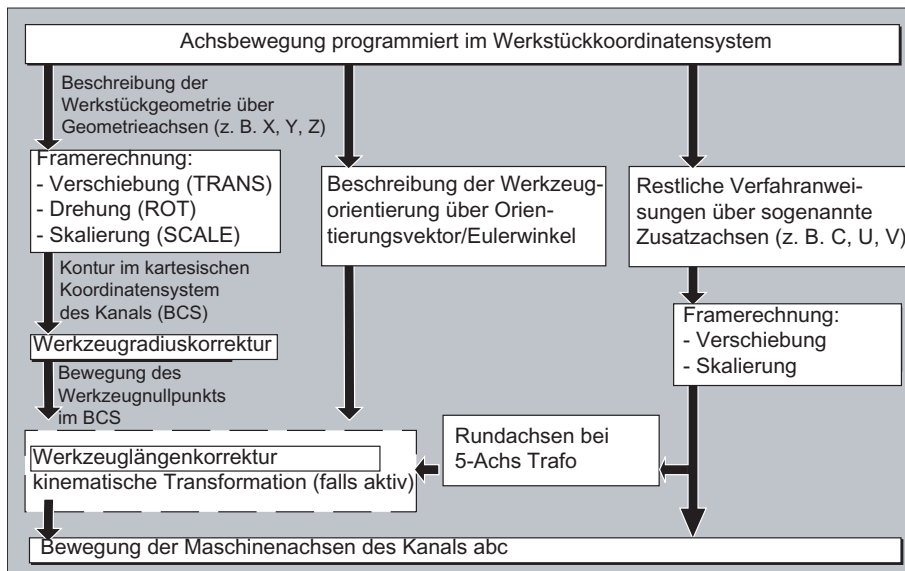 Achsbewegung programmiert im Werkstückkoordinatensystem
Beschreibung der
Werkstückgeometrie über
Geometrieachsen (z. B. X, Y, Z)
Framerechnung:
- Verschiebung (TRANS)
- Drehung (ROT)
- Skalierung (SCALE)
Beschreibung der Werkzeug-
orientierung über Orien-
tierungsvektor/Eulerwinkel
Restliche Verfahranwei-
sungen über sogenannte
Zusatzachsen (z. B. C, U, V)
Kontur im kartesischen
Koordinatensystem
des Kanals (BCS)
Framerechnung:
- Verschiebung
- Skalierung
Werkzeugradiuskorrektur
Bewegung des
Werkzeugnullpunkts
im BCS
Rundachsen bei
5-Achs Trafo
Werkzeuglängenkorrektur
kinematische Transformation (falls aktiv)
Bewegung der Maschinenachsen des Kanals abc